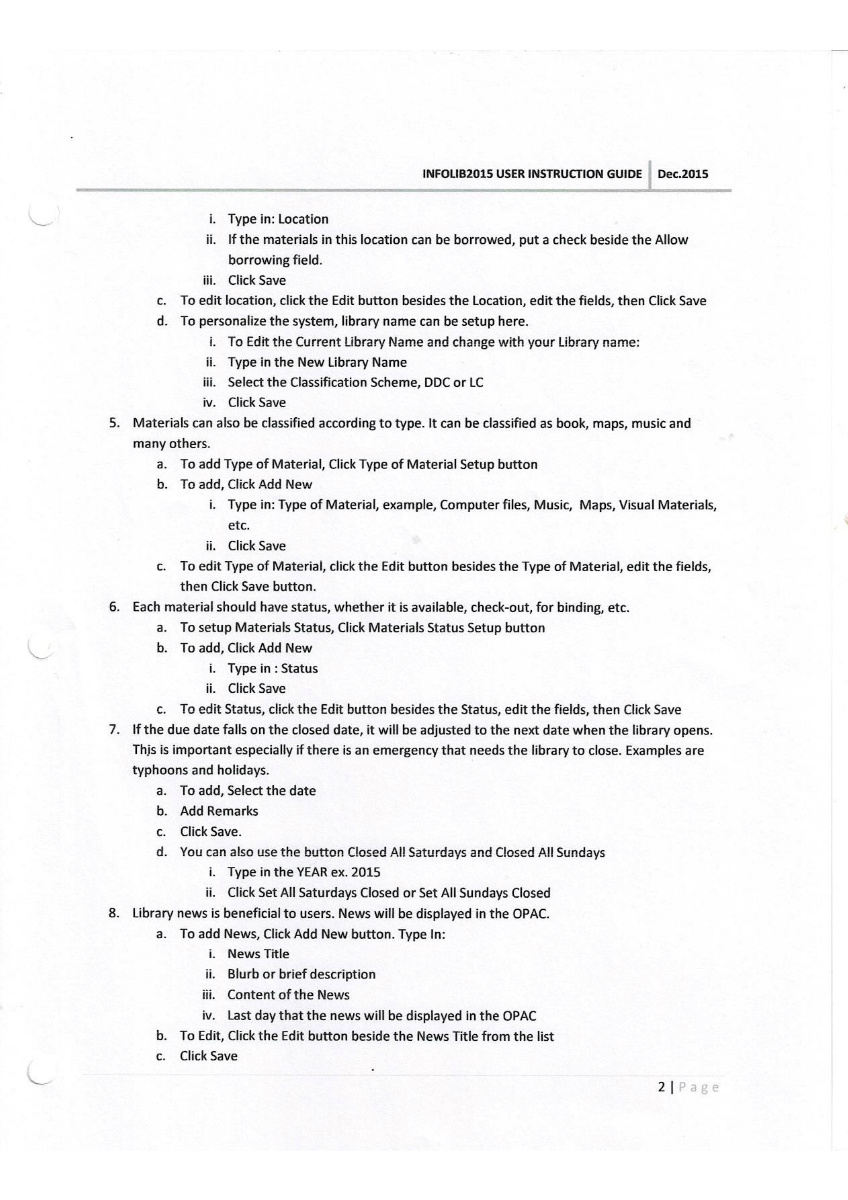 INFOLIB2015 USER INSTRUCTION GUIDE Dec.2015
i. Type in: Location
ii. If the materials in this location can be borrowed, put a check beside the Allow
borrowing field.
iii. Click Save
c. To edit location, click the Edit button besides the Location, edit the fields, then Click Save
d. To personalize the system, library name can be setup here.
i. To Edit the Current Library Name and change with your Library name:
ii. Type in the New Library Name
iii. Select the Classification Scheme, DDC or LC
iv. Click Save
5. Materials can also be classified according to type. It can be classified as book, maps, music and
many others.
a. To add Type of Material, Click Type of Material Setup button
b. To add, Click Add New
i. Type in: Type of Material, example, Computer files, Music, Maps, Visual Materials,
etc.
ii. Click Save
c. To edit Type of Material, click the Edit button besides the Type of Material, edit the fields,
then Click Save button.
6. Each material should have status, whether it is available, check-out, for binding, etc.
a. To setup Materials Status, Click Materials Status Setup button
b. To add, Click Add New
i. Type in : Status
ii. Click Save
c. To edit Status, click the Edit button besides the Status, edit the fields, then Click Save
7. If the due date falls on the closed date, it will be adjusted to the next date when the library opens.
This is important especially if there is an emergency that needs the library to close. Examples are
typhoons and holidays.
a. To add, Select the date
b. Add Remarks
c. Click Save.
d. You can also use the button Closed All Saturdays and Closed All Sundays
i. Type in the YEAR ex. 2015
ii. Click Set All Saturdays Closed or Set All Sundays Closed
8. Library news is beneficial to users. News will be displayed in the OPAC.
a. To add News, Click Add New button. Type In:
i. News Title
ii. Blurb or brief description
iii. Content of the News
iv. Last day that the news will be displayed in the OPAC
b. To Edit, Click the Edit button beside the News Title from the list
c. Click Save
2 | Page